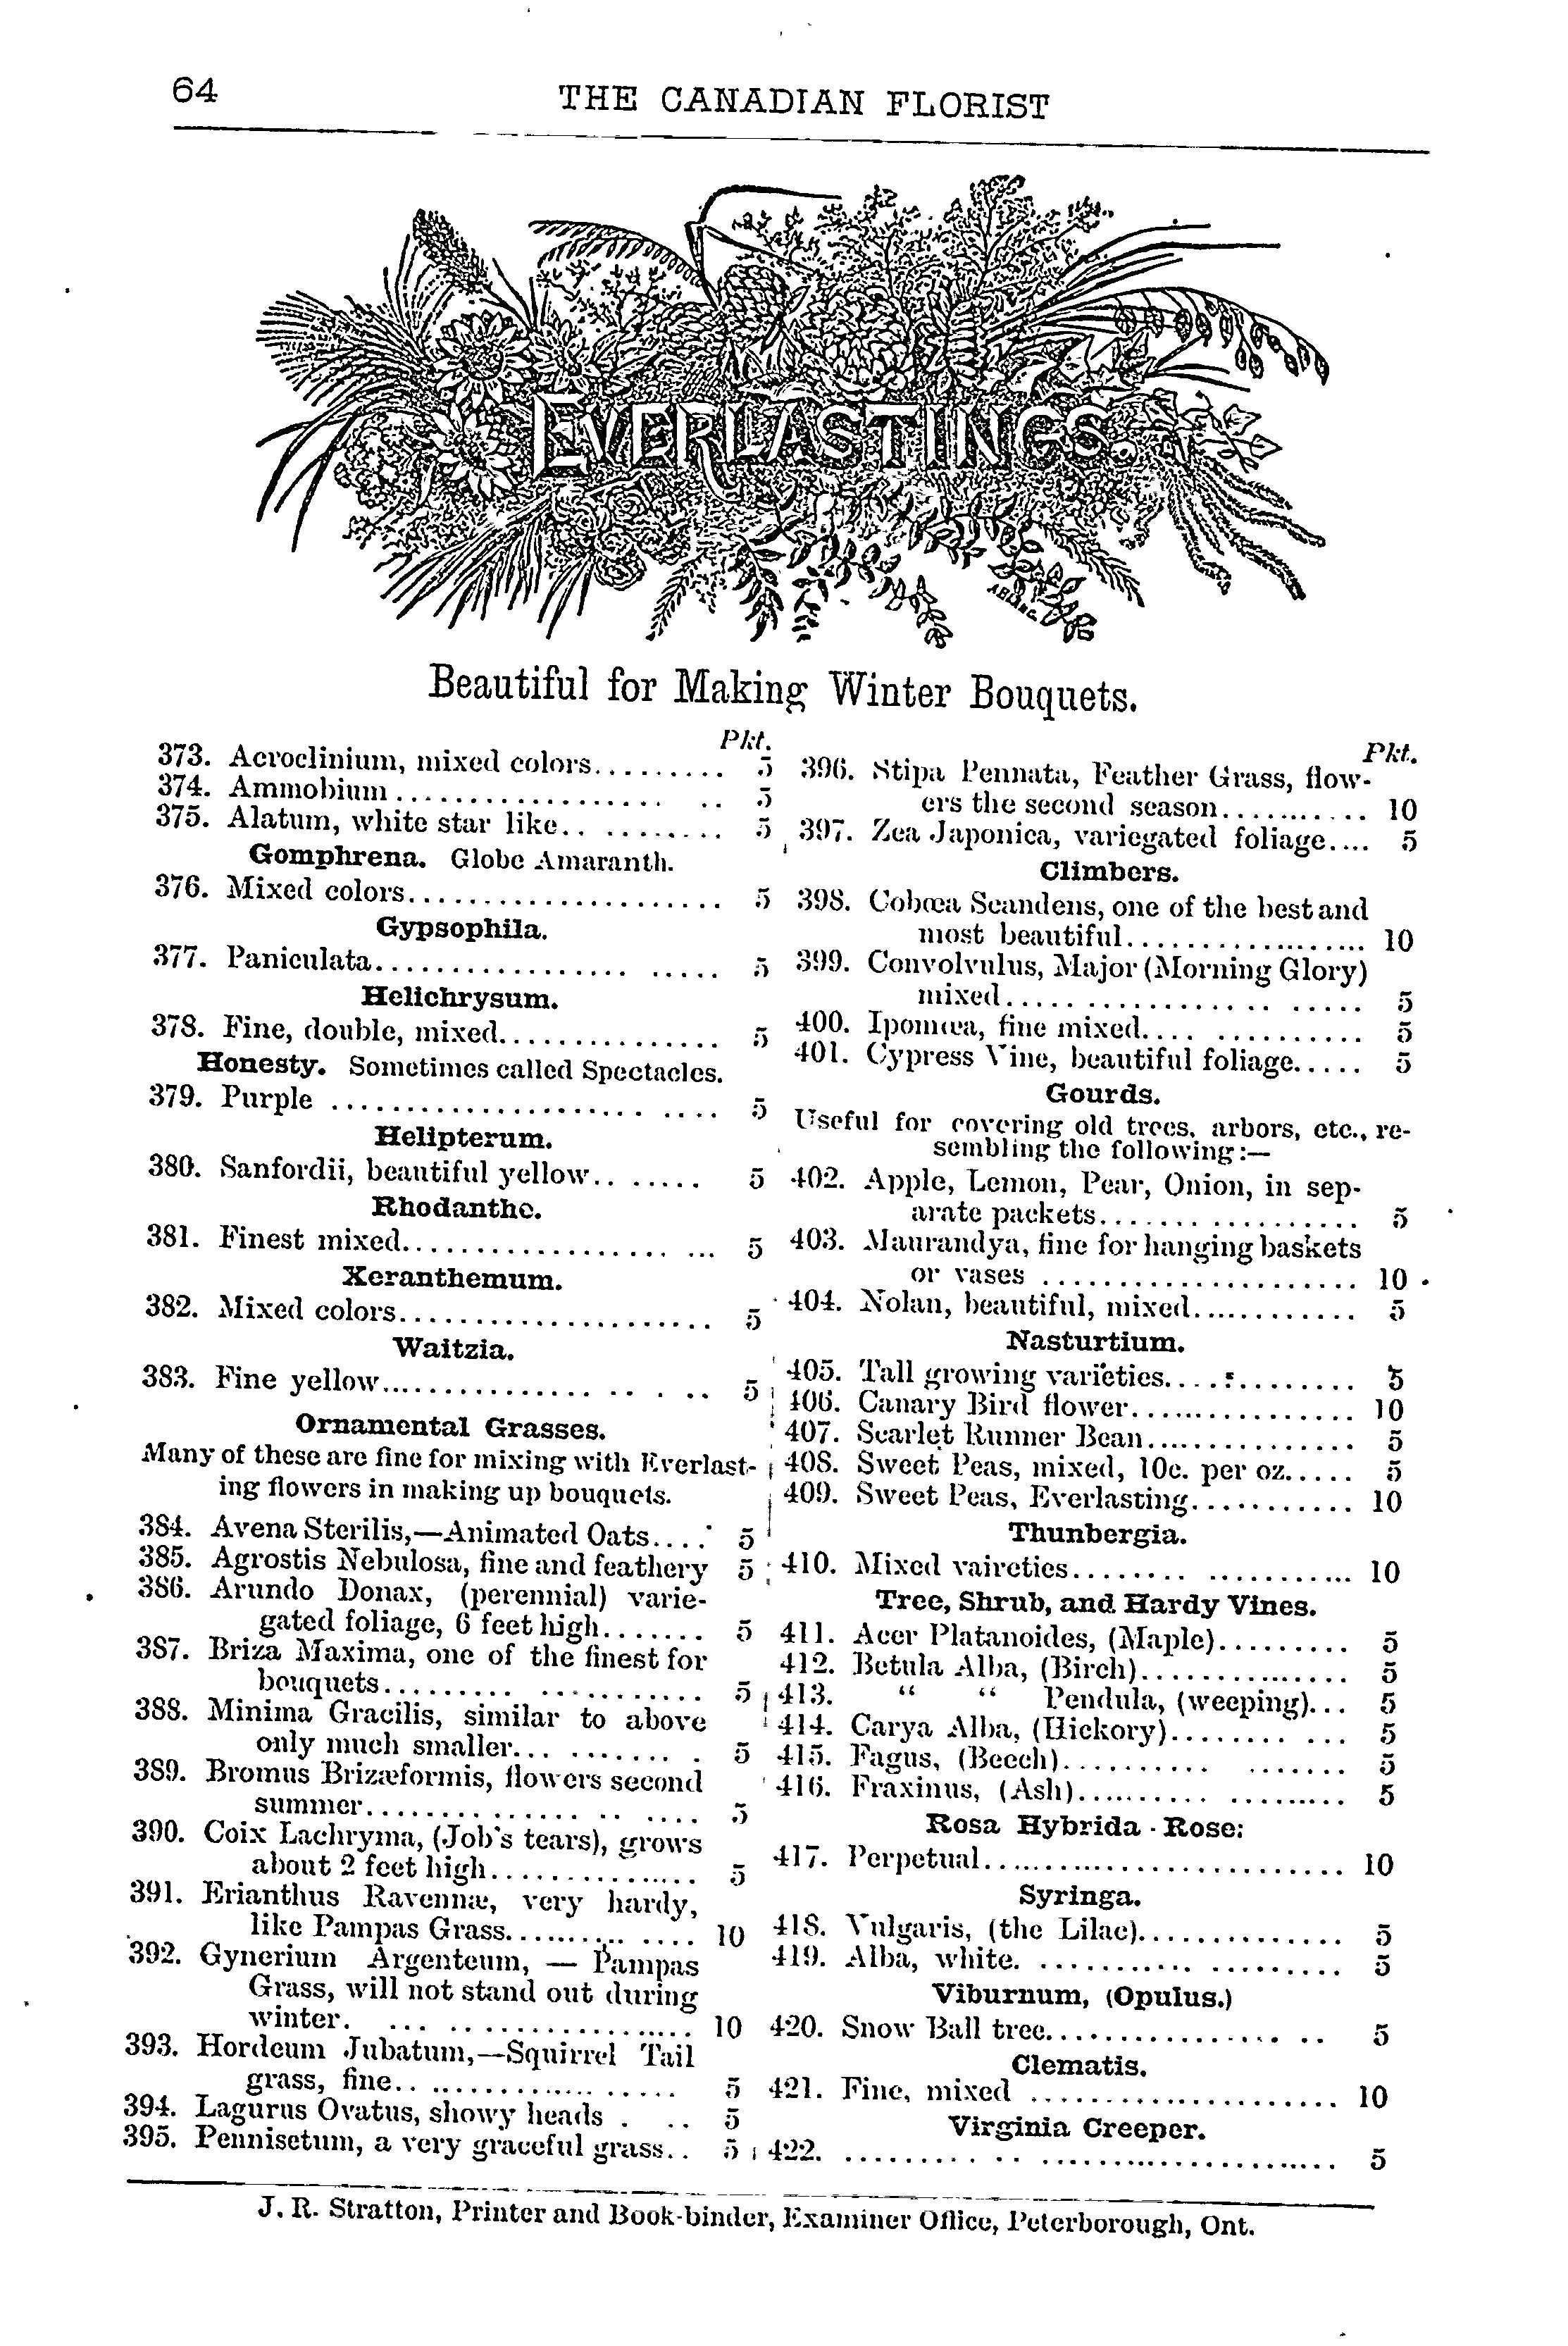 64
THE CANADIAN FLORIST
EVERLASTINGS.
ABLANC.
Beautiful for Making Winter Bouquets.
Pkt.
373. Acroclinium, mixed colors.......... 5
374. Ammobium .................... 5
375. Alatum, white star like............ 5
Gomphrena. Globe Amaranth.
376. Mixed colors..................... 5
Gypsophila.
377. Paniculata...................... 5
Helichrysum.
378. Fine, double, mixed............... 5
Honesty. Sometimes called Spectacles.
379. Purple ......................... 5
Helipterum.
380. Sanfordii, beautiful yellow........ 5
Rhodanthe.
381. Finest mixed..................... 5
Xeranthemum.
382. Mixed colors..................... 5
Waitzia.
383. Fine yellow..................... 5
Ornamental Grasses.
Many of these are fine for mixing with Everlast-
ing flowers in making up bouquets.
384. Avena Sterilis,—Animated Oats.... 5
385. Agrostis Nebulosa, fine and feathery 5
386. Arundo Donax, (perennial) varie-
gated foliage, 6 feet high....... 5
387. Briza Maxima, one of the finest for
bouquets.................... 5
388. Minima Gracilis, similar to above
only much smaller............ 5
389. Bromus Brizæformis, flowers second
summer..................... 5
390. Coix Lachryma, (Job's tears), grows
about 2 feet high.............. 5
391. Erianthus Ravennæ, very hardy,
like Pampas Grass............. 10
392. Gynerium Argenteum, — Pampas
Grass, will not stand out during
winter. ................... 10
393. Hordeum Jubatum,—Squirrel Tail
grass, fine.................. 5
394. Lagurus Ovatus, showy heads . .. 5
395. Pennisetum, a very graceful grass.. 5
Pkt.
396. Stipa Pennata, Feather Grass, flow-
ers the second season.......... 10
397. Zea Japonica, variegated foliage.... 5
Climbers.
398. Cobœa Scandens, one of the best and
most beautiful................ 10
399. Convolvulus, Major (Morning Glory)
mixed...................... 5
400. Ipomœa, fine mixed.............. 5
401. Cypress Vine, beautiful foliage..... 5
Gourds.
Useful for covering old trees, arbors, etc., re-
sembling the following:—
402. Apple, Lemon, Pear, Onion, in sep-
arate packets................. 5
403. Maurandya, fine for hanging baskets
or vases ..................... 10
404. Nolan, beautiful, mixed........... 5
Nasturtium.
405. Tall growing varieties............. 5
406. Canary Bird flower............... 10
407. Scarlet Runner Bean.............. 5
408. Sweet Peas, mixed, 10c. per oz..... 5
409. Sweet Peas, Everlasting........... 10
Thunbergia.
410. Mixed vaireties................... 10
Tree, Shrub, and Hardy Vines.
411. Acer Platanoides, (Maple)......... 5
412. Betula Alba, (Birch).............. 5
413. “ “ Pendula, (weeping)... 5
414. Carya Alba, (Hickory)............ 5
415. Fagus, (Beech).................. 5
416. Fraxinus, (Ash).................. 5
Rosa Hybrida - Rose:
417. Perpetual........................ 10
Syringa.
418. Vulgaris, (the Lilac).............. 5
419. Alba, white. .................... 5
Viburnum, (Opulus.)
420. Snow Ball tree................... 5
Clematis.
421. Fine, mixed ..................... 10
Virginia Creeper.
422. ................................ 5
J. R. Stratton, Printer and Book-binder, Examiner Office, Peterborough, Ont.